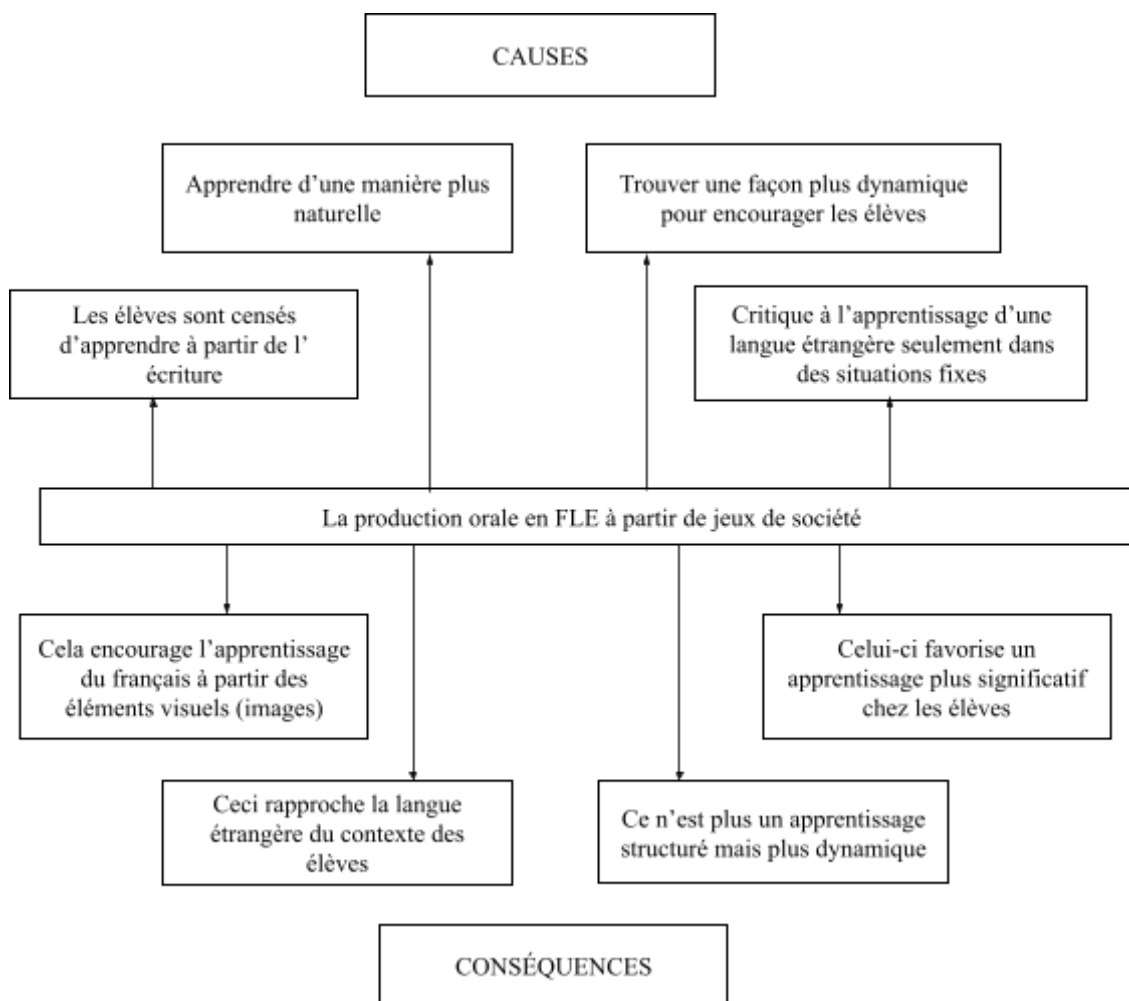 CAUSES
Apprendre d’une manière plus
naturelle
Trouver une façon plus dynamique
pour encourager les élèves
Les élèves sont censés
d’apprendre à partir de l’
écriture
Critique à l’apprentissage d’une
langue étrangère seulement dans
des situations fixes
La production orale en FLE à partir de jeux de société
Cela encourage l’apprentissage
du français à partir des
éléments visuels (images)
Celui-ci favorise un
apprentissage plus significatif
chez les élèves
Ceci rapproche la langue
étrangère du contexte des
élèves
Ce n’est plus un apprentissage
structuré mais plus dynamique
CONSÉQUENCES